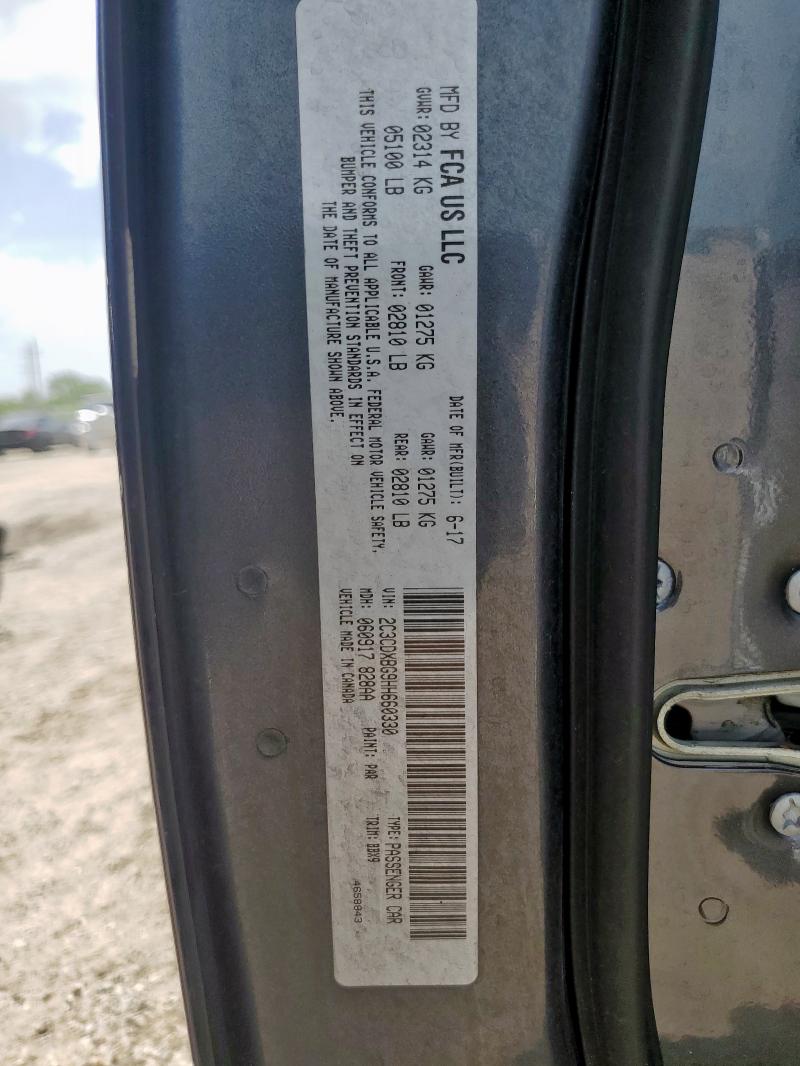 MFD BY FCA US LLC
DATE OF MFR(BUILT): 6-17
GVWR: 02314 KG GAWR: 01275 KG GAWR: 01275 KG
05100 LB FRONT: 02810 LB REAR: 02810 LB
THIS VEHICLE CONFORMS TO ALL APPLICABLE U.S.A. FEDERAL MOTOR VEHICLE SAFETY,
BUMPER AND THEFT PREVENTION STANDARDS IN EFFECT ON
THE DATE OF MANUFACTURE SHOWN ABOVE.
VIN: 2C3CDXBG9HH660330 TYPE: PASSENGER CAR
MDH: 060917 828AA PAINT: PAR TRIM: BBX9
VEHICLE MADE IN CANADA 4658843